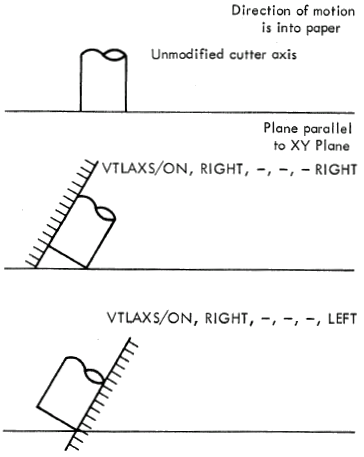 Direction of motion
is into paper
Unmodified cutter axis
Plane parallel
to XY Plane
VTLAXS/ON, RIGHT, –, –, – RIGHT
VTLAXS/ON, RIGHT, –, –, –, LEFT